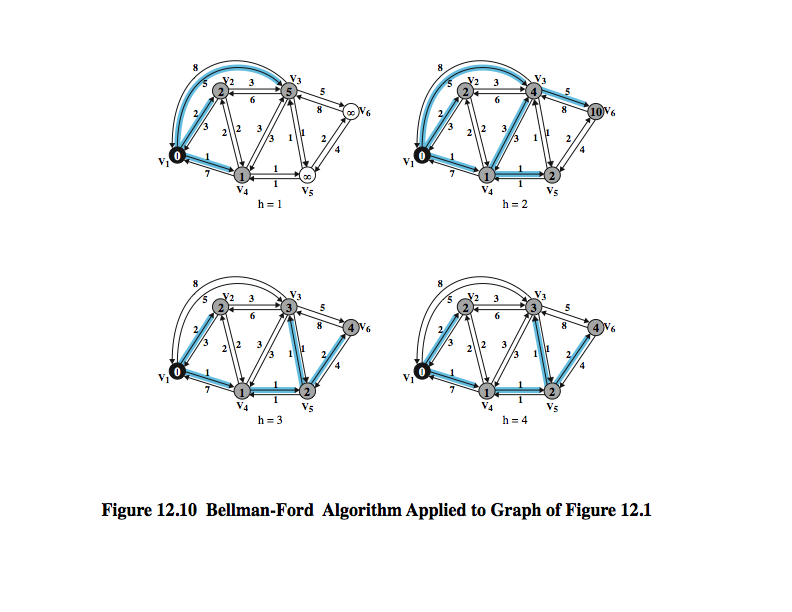 8
5 V2 3 V3 5
2 5 ∞ V6
2 6 8
3 2 2 3 3 1 1 2 4
V1 0 1
7 1 1 ∞
V4 1 V5
h = 1
8
5 V2 3 V3 5
2 4 10 V6
2 6 8
3 2 2 3 3 1 1 2 4
V1 0 1
7 1 1 2
V4 1 V5
h = 2
8
5 V2 3 V3 5
2 3 4 V6
2 6 8
3 2 2 3 3 1 1 2 4
V1 0 1
7 1 1 2
V4 1 V5
h = 3
8
5 V2 3 V3 5
2 3 4 V6
2 6 8
3 2 2 3 3 1 1 2 4
V1 0 1
7 1 1 2
V4 1 V5
h = 4
Figure 12.10 Bellman-Ford Algorithm Applied to Graph of Figure 12.1